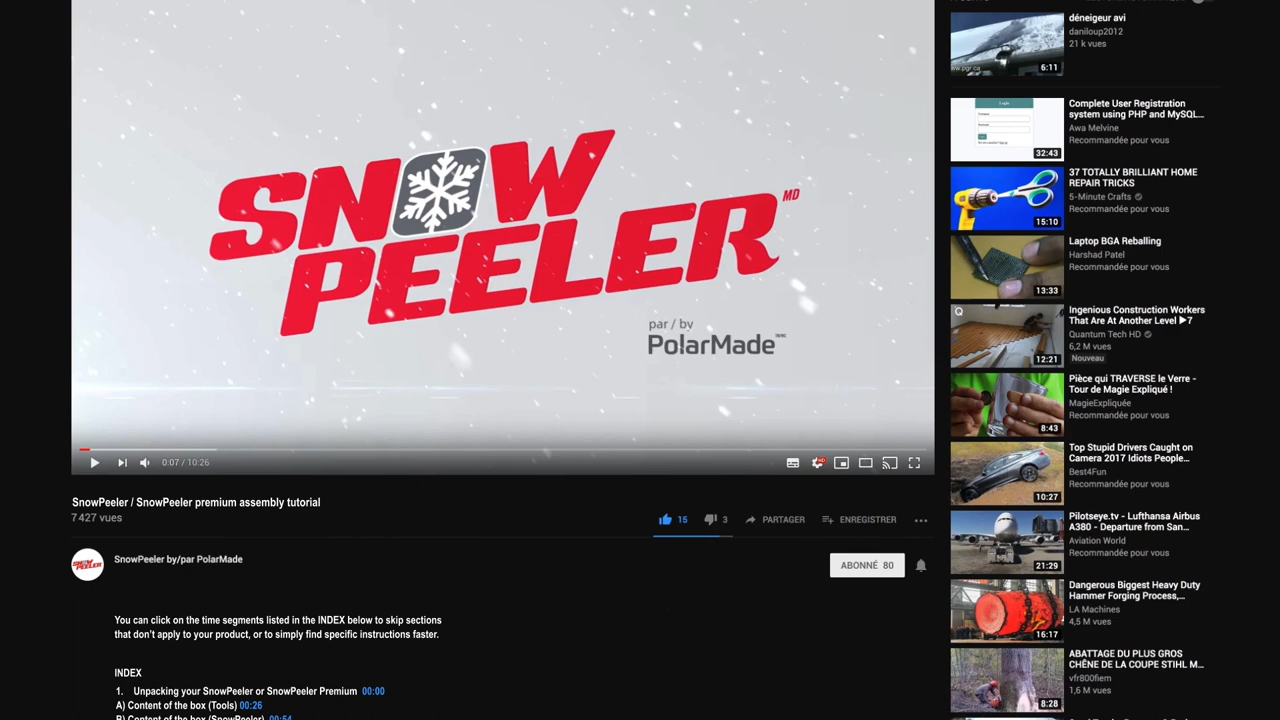 SNOW
PEELER MD
par / by
PolarMade
0:07 / 10:26
HD
SnowPeeler / SnowPeeler premium assembly tutorial
7 427 vues
15
3
PARTAGER
ENREGISTRER
SNOW
PEELER
SnowPeeler by/par PolarMade
ABONNÉ 80
You can click on the time segments listed in the INDEX below to skip sections
that don't apply to your product, or to simply find specific instructions faster.
INDEX
1. Unpacking your SnowPeeler or SnowPeeler Premium 00:00
A) Content of the box (Tools) 00:26
B) Content of the box (SnowPeeler) 00:54
déneigeur avi
daniloup2012
21 k vues
6:11
Complete User Registration
system using PHP and MySQL...
Awa Melvine
Recommandée pour vous
32:43
37 TOTALLY BRILLIANT HOME
REPAIR TRICKS
5-Minute Crafts
Recommandée pour vous
15:10
Laptop BGA Reballing
Harshad Patel
Recommandée pour vous
13:33
Ingenious Construction Workers
That Are At Another Level ▶7
Quantum Tech HD
6,2 M vues
Nouveau
Q
12:21
Pièce qui TRAVERSE le Verre -
Tour de Magie Expliqué !
MagieExpliquée
Recommandée pour vous
8:43
Top Stupid Drivers Caught on
Camera 2017 Idiots People...
Best4Fun
Recommandée pour vous
10:27
Pilotseye.tv - Lufthansa Airbus
A380 - Departure from San...
Aviation World
Recommandée pour vous
21:29
Dangerous Biggest Heavy Duty
Hammer Forging Process,...
LA Machines
4,5 M vues
16:17
ABATTAGE DU PLUS GROS
CHÊNE DE LA COUPE STIHL M...
vfr800fiem
1,6 M vues
8:28